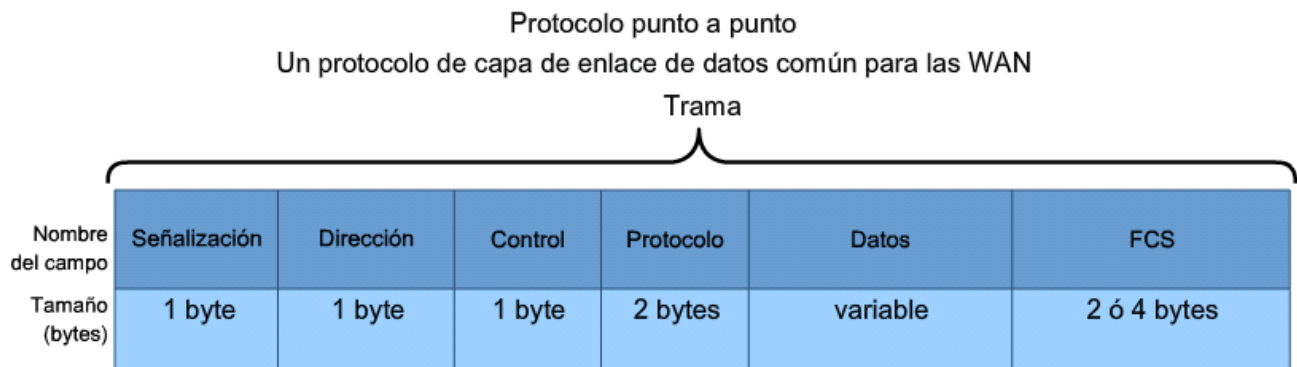 Protocolo punto a punto
Un protocolo de capa de enlace de datos común para las WAN
Trama
Nombre del campo Señalización Dirección Control Protocolo Datos FCS
Tamaño (bytes) 1 byte 1 byte 1 byte 2 bytes variable 2 ó 4 bytes